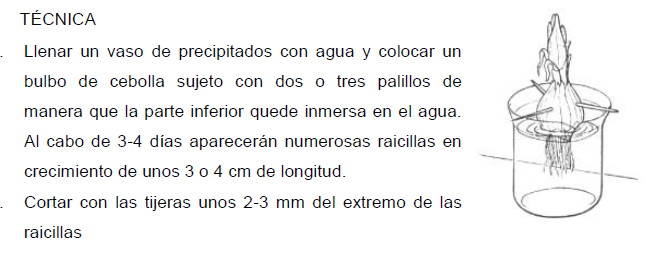 TÉCNICA
. Llenar un vaso de precipitados con agua y colocar un
bulbo de cebolla sujeto con dos o tres palillos de
manera que la parte inferior quede inmersa en el agua.
Al cabo de 3-4 días aparecerán numerosas raicillas en
crecimiento de unos 3 o 4 cm de longitud.
. Cortar con las tijeras unos 2-3 mm del extremo de las
raicillas